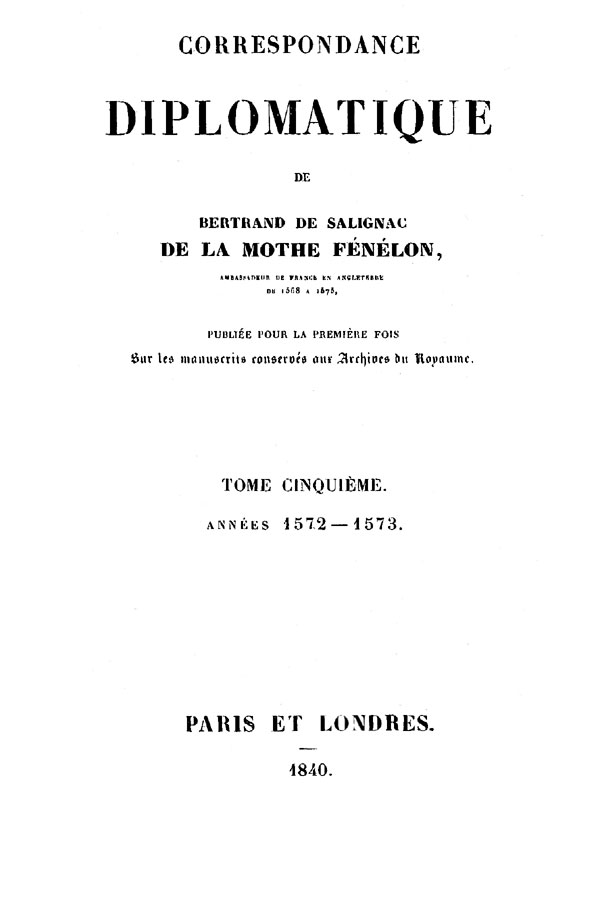 CORRESPONDANCE
DIPLOMATIQUE
DE
BERTRAND DE SALIGNAC
DE LA MOTHE FÉNÉLON,
AMBASSADEUR DE FRANCE EN ANGLETERRE
DE 1568 A 1575,
PUBLIÉE POUR LA PREMIÈRE FOIS
Sur les manuscrits conservés aux Archives du Royaume.
TOME CINQUIÈME.
ANNÉES 1572—1573.
PARIS ET LONDRES.
1840.